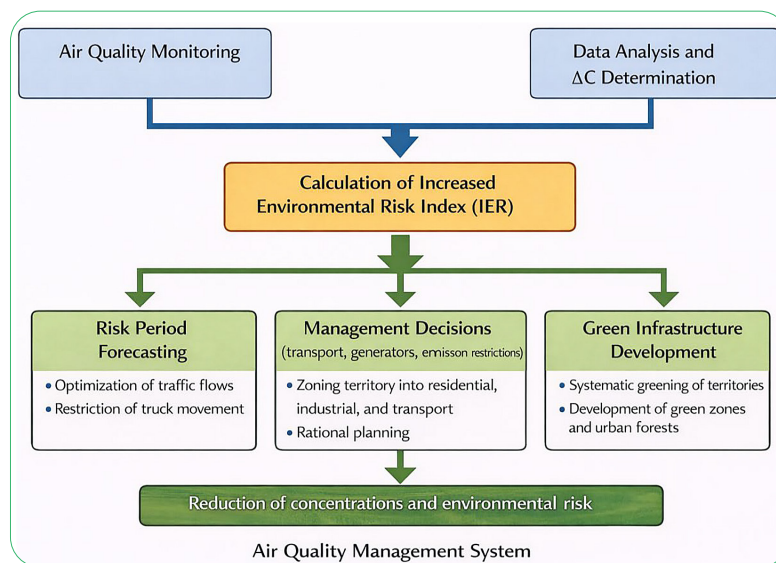 Air Quality Monitoring
Data Analysis and
ΔC Determination
Calculation of Increased
Environmental Risk Index (IER)
Risk Period
Forecasting
• Optimization of traffic flows
• Restriction of truck movement
Management Decisions
(transport, generators, emisson restrictions)
• Zoning territory into residential,
industrial, and transport
• Rational planning
Green Infrastructure
Development
• Systematic greening of territories
• Development of green zones
and urban forests
Reduction of concentrations and environmental risk
Air Quality Management System